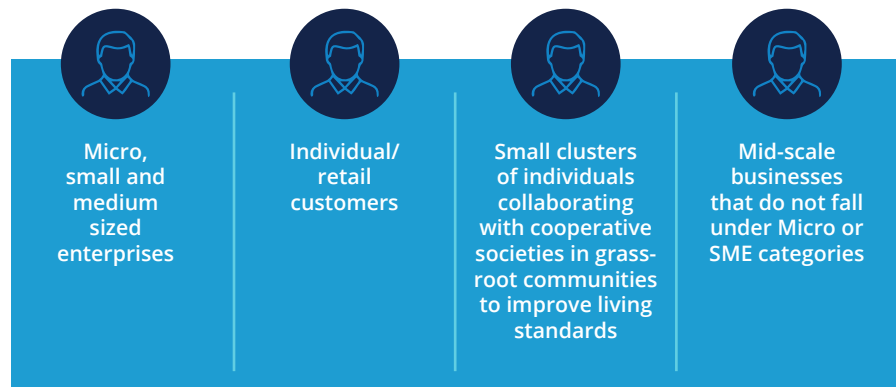 Micro,
small and
medium
sized
enterprises
Individual/
retail
customers
Small clusters
of individuals
collaborating
with cooperative
societies in grass-
root communities
to improve living
standards
Mid-scale
businesses
that do not fall
under Micro or
SME categories